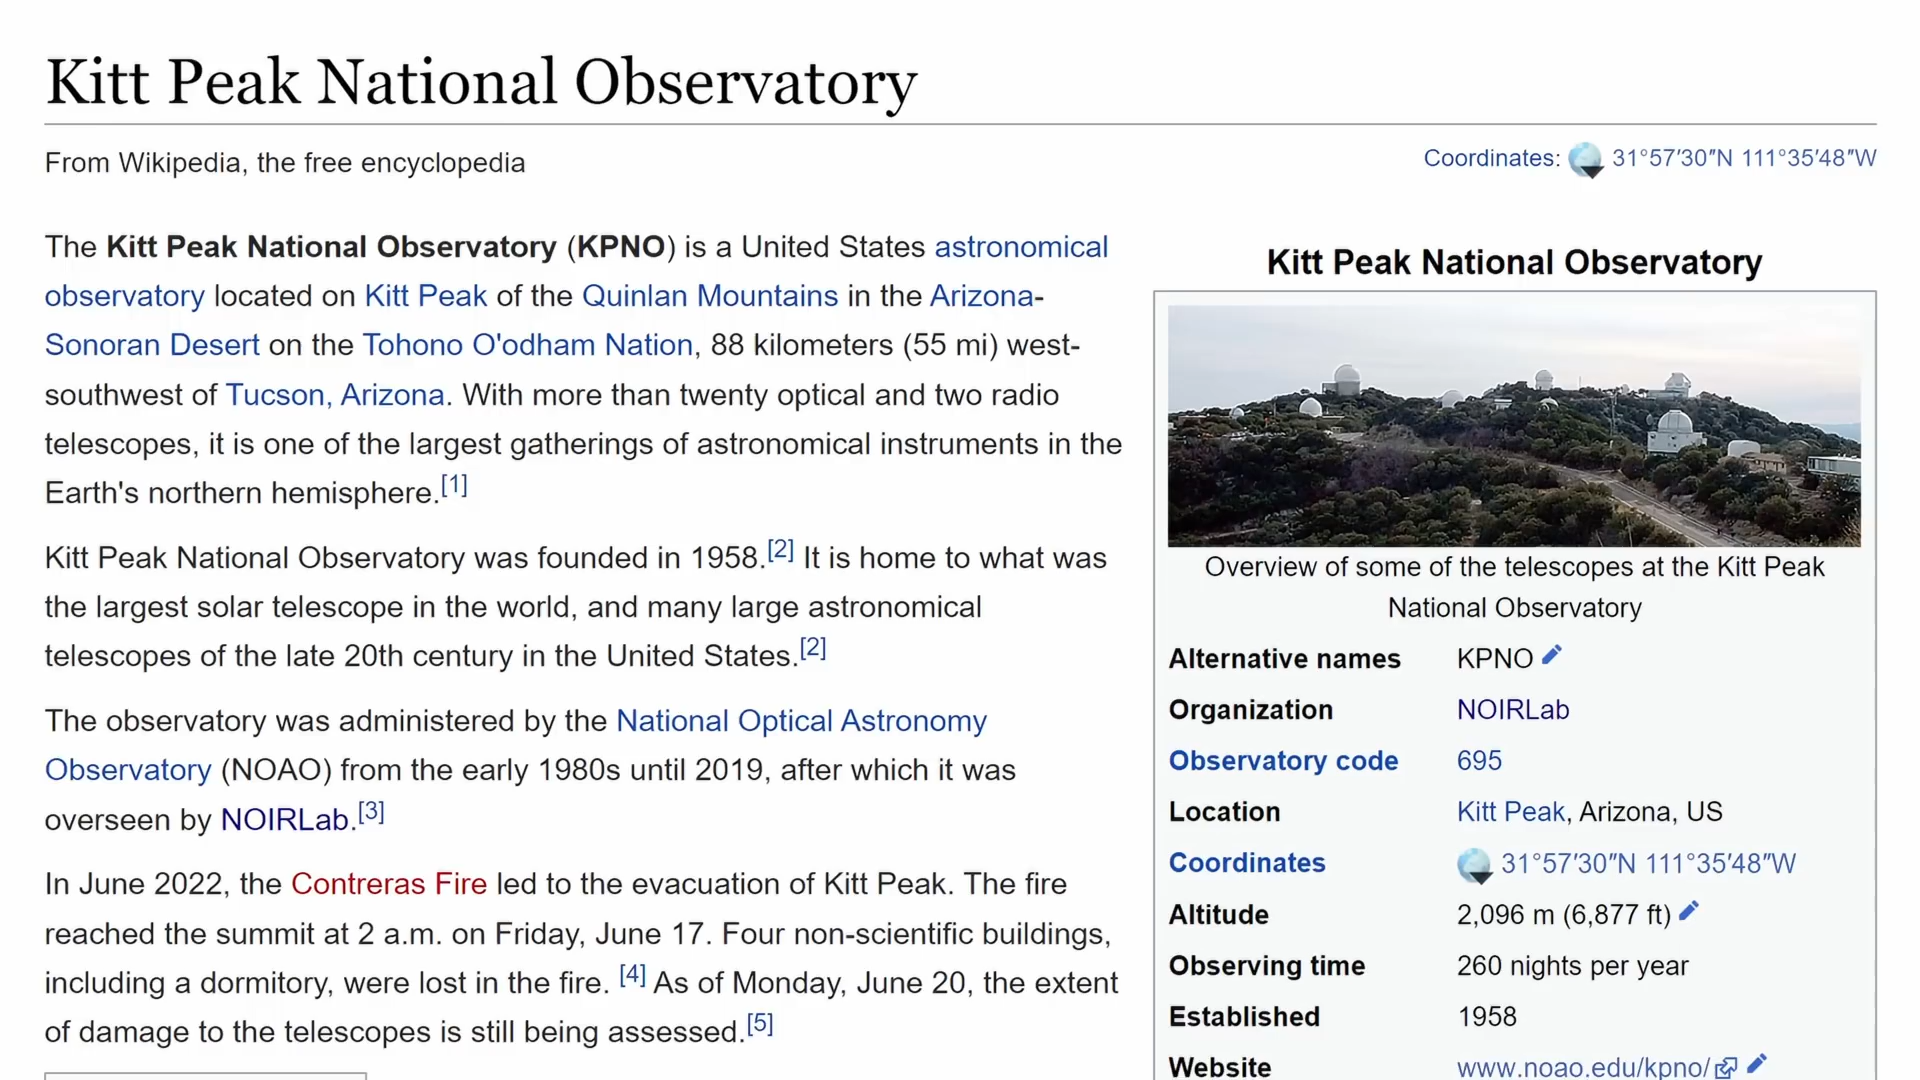 Kitt Peak National Observatory
From Wikipedia, the free encyclopedia
Coordinates: 31°57′30″N 111°35′48″W
The Kitt Peak National Observatory (KPNO) is a United States astronomical
observatory located on Kitt Peak of the Quinlan Mountains in the Arizona-
Sonoran Desert on the Tohono O'odham Nation, 88 kilometers (55 mi) west-
southwest of Tucson, Arizona. With more than twenty optical and two radio
telescopes, it is one of the largest gatherings of astronomical instruments in the
Earth's northern hemisphere.[1]
Kitt Peak National Observatory was founded in 1958.[2] It is home to what was
the largest solar telescope in the world, and many large astronomical
telescopes of the late 20th century in the United States.[2]
The observatory was administered by the National Optical Astronomy
Observatory (NOAO) from the early 1980s until 2019, after which it was
overseen by NOIRLab.[3]
In June 2022, the Contreras Fire led to the evacuation of Kitt Peak. The fire
reached the summit at 2 a.m. on Friday, June 17. Four non-scientific buildings,
including a dormitory, were lost in the fire. [4] As of Monday, June 20, the extent
of damage to the telescopes is still being assessed.[5]
Kitt Peak National Observatory
Overview of some of the telescopes at the Kitt Peak
National Observatory
Alternative names KPNO
Organization NOIRLab
Observatory code 695
Location Kitt Peak, Arizona, US
Coordinates 31°57′30″N 111°35′48″W
Altitude 2,096 m (6,877 ft)
Observing time 260 nights per year
Established 1958
Website www.noao.edu/kpno/